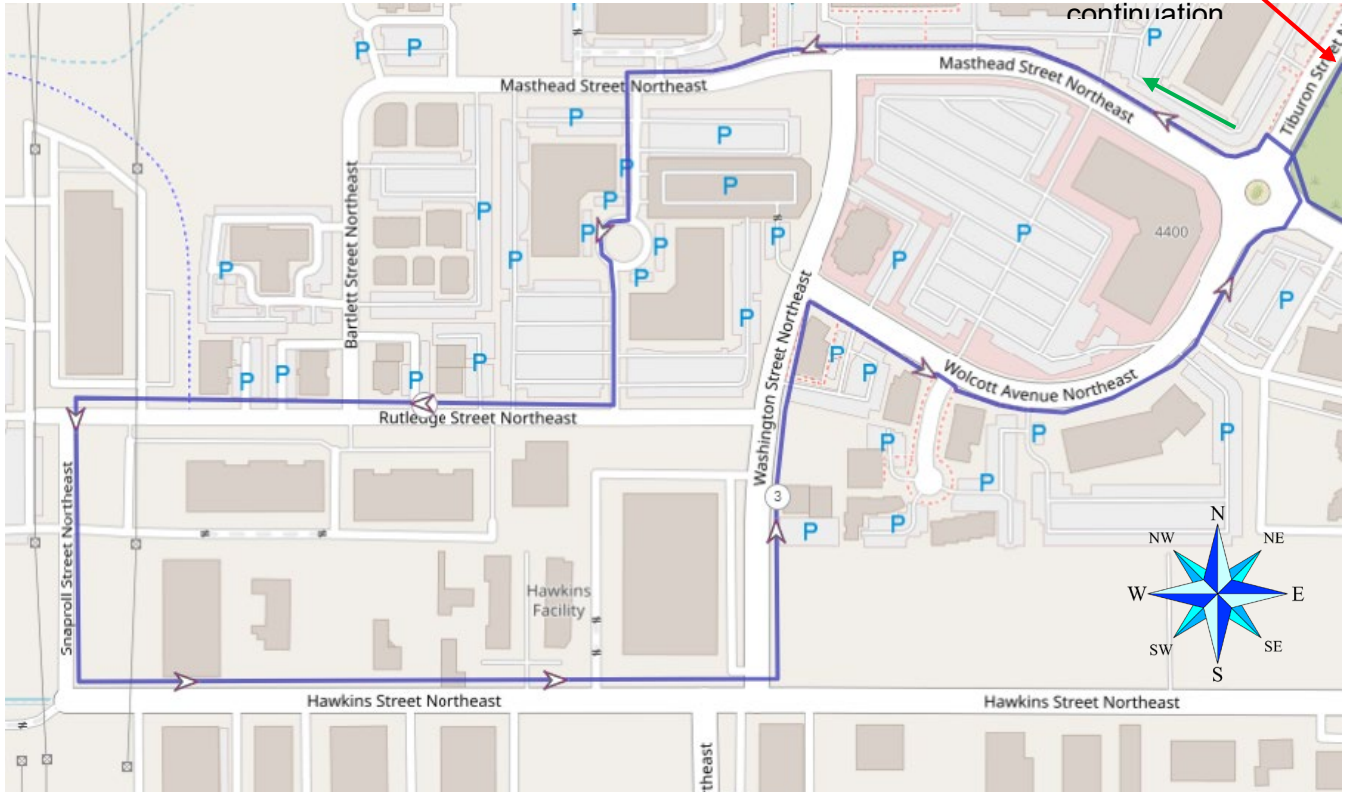 continuation
P
P
P
Masthead Street Northeast
Masthead Street Northeast
Tiburon Street N
P
P
P
P
P
P
P
P
P
P
P
Bartlett Street Northeast
P
P
P
4400
P
P
P
P
P
Washington Street Northeast
P
P
P
P
P
Wolcott Avenue Northeast
Rutledge Street Northeast
P
P
P
P
3
P
P
Snaproll Street Northeast
Hawkins
Facility
N
NW
NE
W
E
SW
SE
S
Hawkins Street Northeast
Hawkins Street Northeast
theast